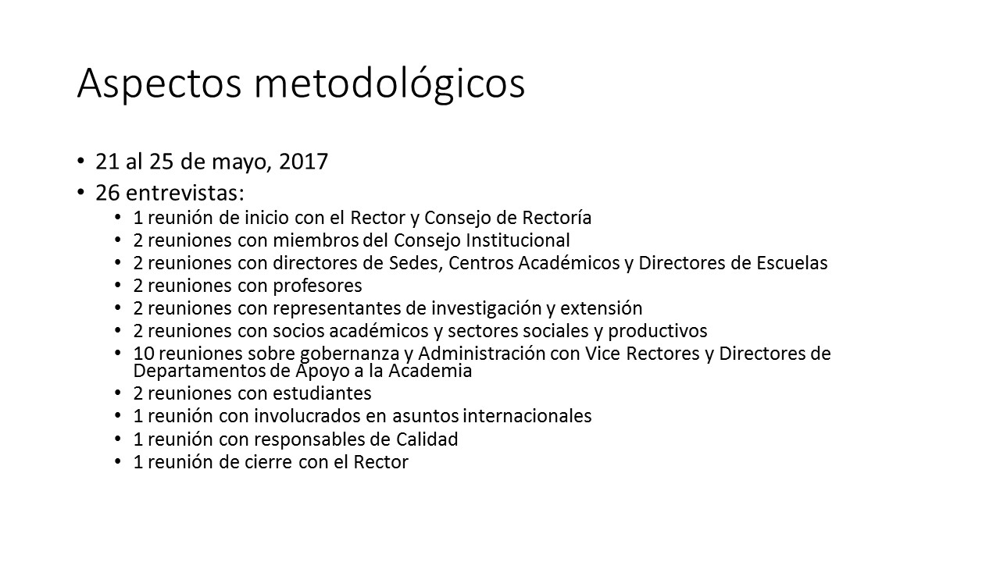 Aspectos metodológicos
• 21 al 25 de mayo, 2017
• 26 entrevistas:
• 1 reunión de inicio con el Rector y Consejo de Rectoría
• 2 reuniones con miembros del Consejo Institucional
• 2 reuniones con directores de Sedes, Centros Académicos y Directores de Escuelas
• 2 reuniones con profesores
• 2 reuniones con representantes de investigación y extensión
• 2 reuniones con socios académicos y sectores sociales y productivos
• 10 reuniones sobre gobernanza y Administración con Vice Rectores y Directores de
Departamentos de Apoyo a la Academia
• 2 reuniones con estudiantes
• 1 reunión con involucrados en asuntos internacionales
• 1 reunión con responsables de Calidad
• 1 reunión de cierre con el Rector